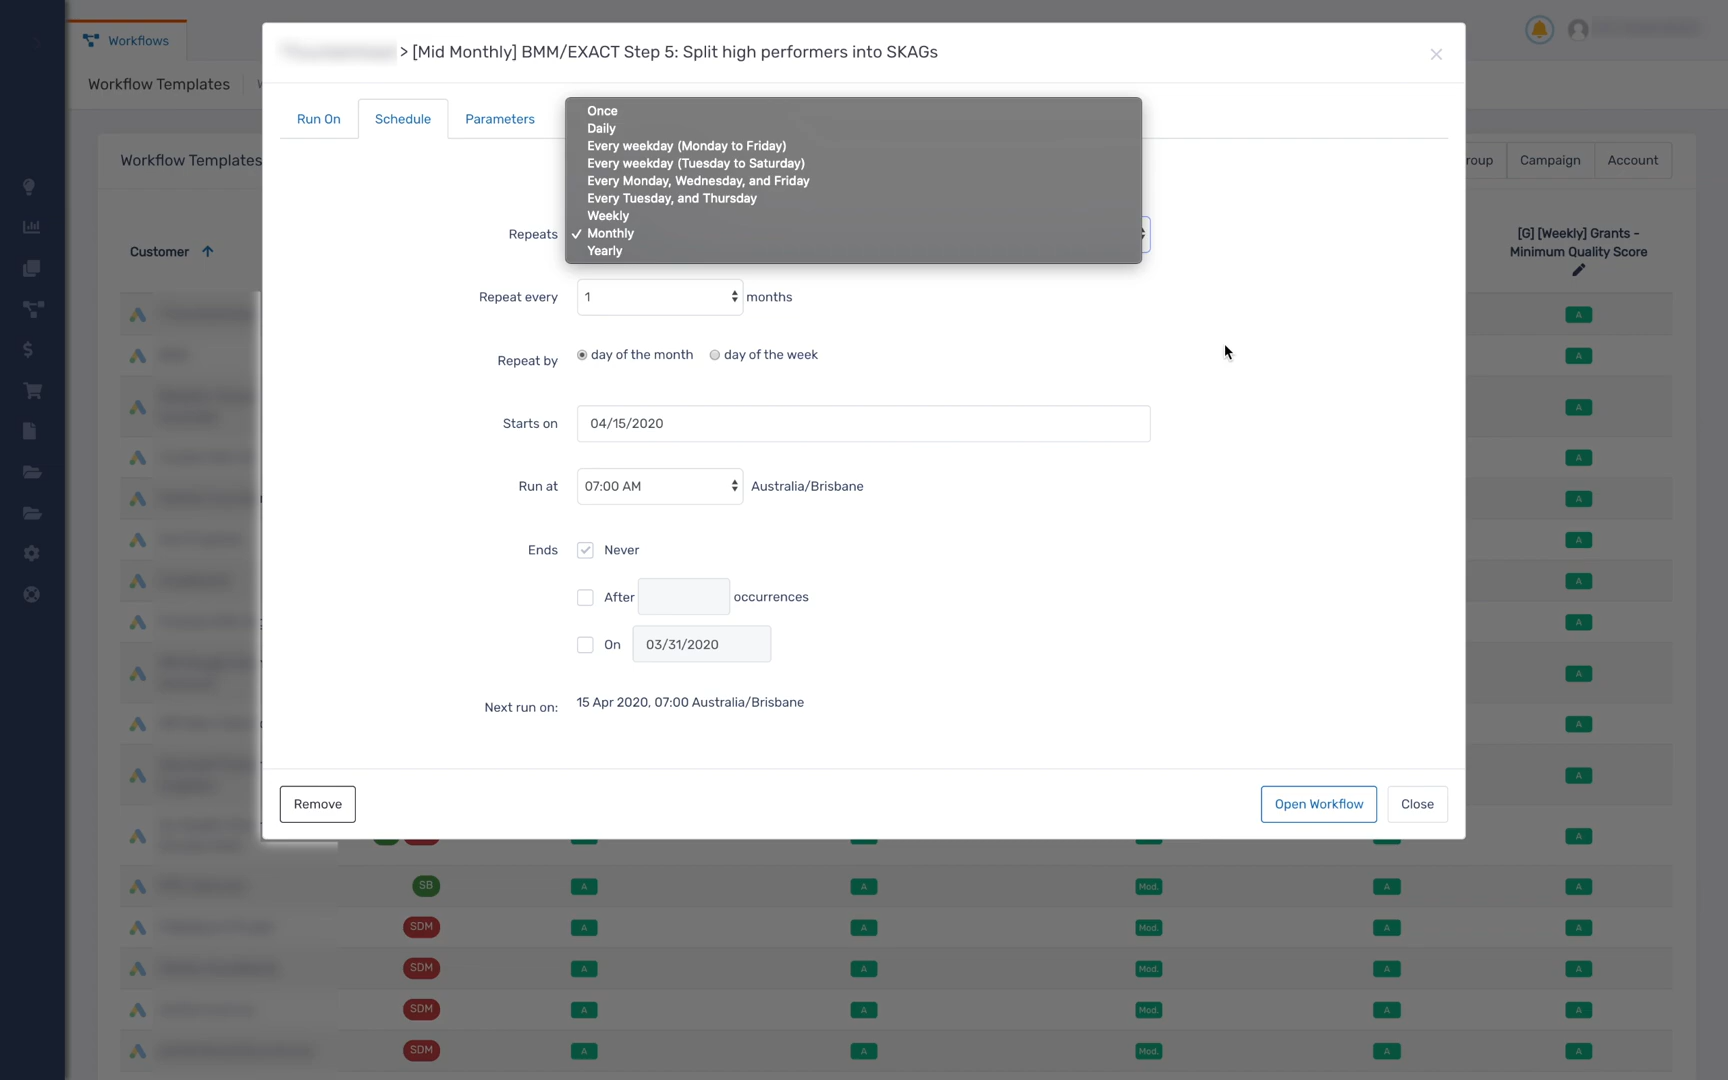 Workflows
Workflow Templates
> [Mid Monthly] BMM/EXACT Step 5: Split high performers into SKAGs
Run On
Schedule
Parameters
Once
Daily
Every weekday (Monday to Friday)
Every weekday (Tuesday to Saturday)
Every Monday, Wednesday, and Friday
Every Tuesday, and Thursday
Weekly
Repeats ✓ Monthly
Yearly
Workflow Templates
roup
Campaign
Account
Customer
[G] [Weekly] Grants -
Minimum Quality Score
Repeat every 1 months
Repeat by day of the month day of the week
Starts on 04/15/2020
Run at 07:00 AM Australia/Brisbane
Ends Never
After occurrences
On 03/31/2020
Next run on: 15 Apr 2020, 07:00 Australia/Brisbane
Remove
Open Workflow
Close
A
A
A
A
A
A
A
A
A
A
A
A
SB A A Mod. A A
SDM A A Mod. A A
SDM A A Mod. A A
SDM A A Mod. A A
SDM A A Mod. A A